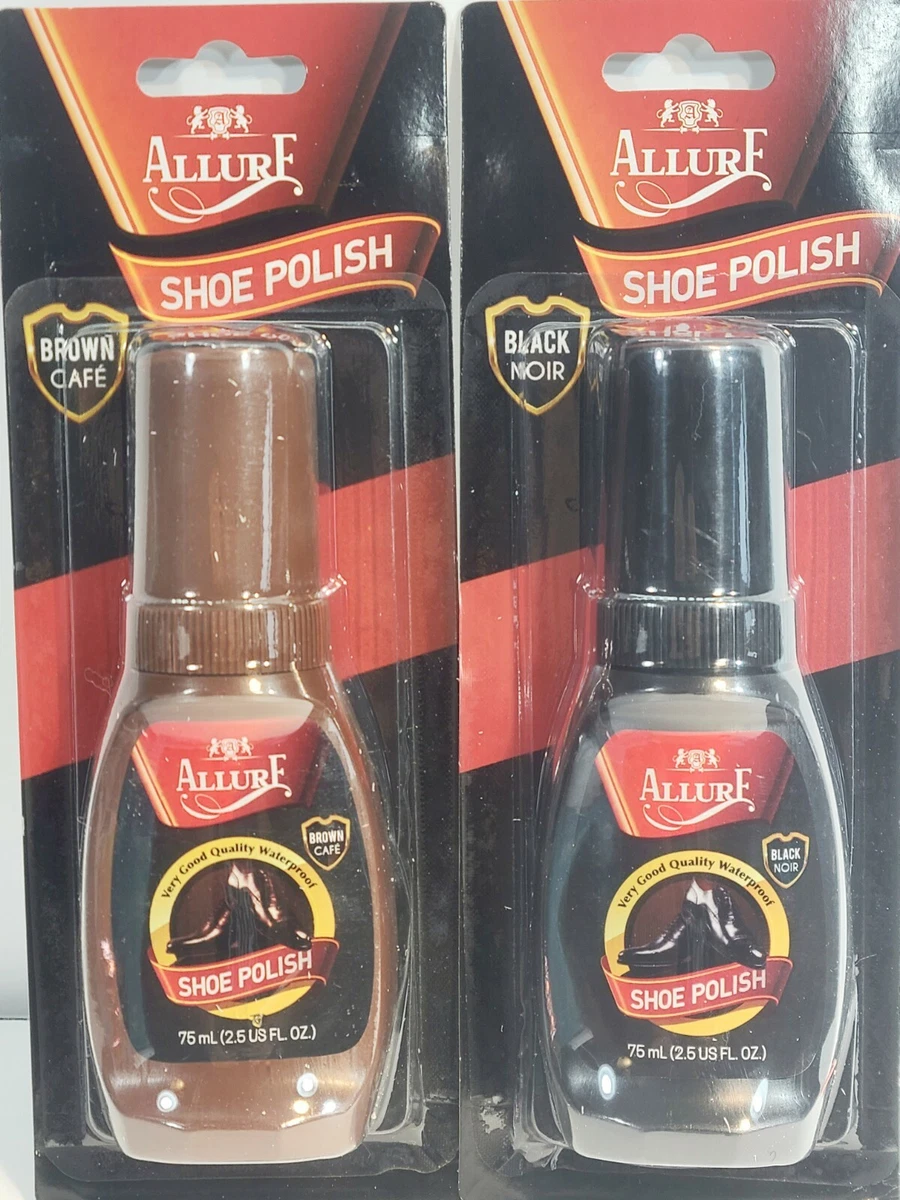 ALLURE
SHOE POLISH
BROWN
CAFÉ
ALLURE
BROWN
CAFÉ
Very Good Quality Waterproof
SHOE POLISH
75 mL (2.5 US FL. OZ.)
ALLURE
SHOE POLISH
BLACK
NOIR
ALLURE
BLACK
NOIR
Very Good Quality Waterproof
SHOE POLISH
75 mL (2.5 US FL. OZ.)